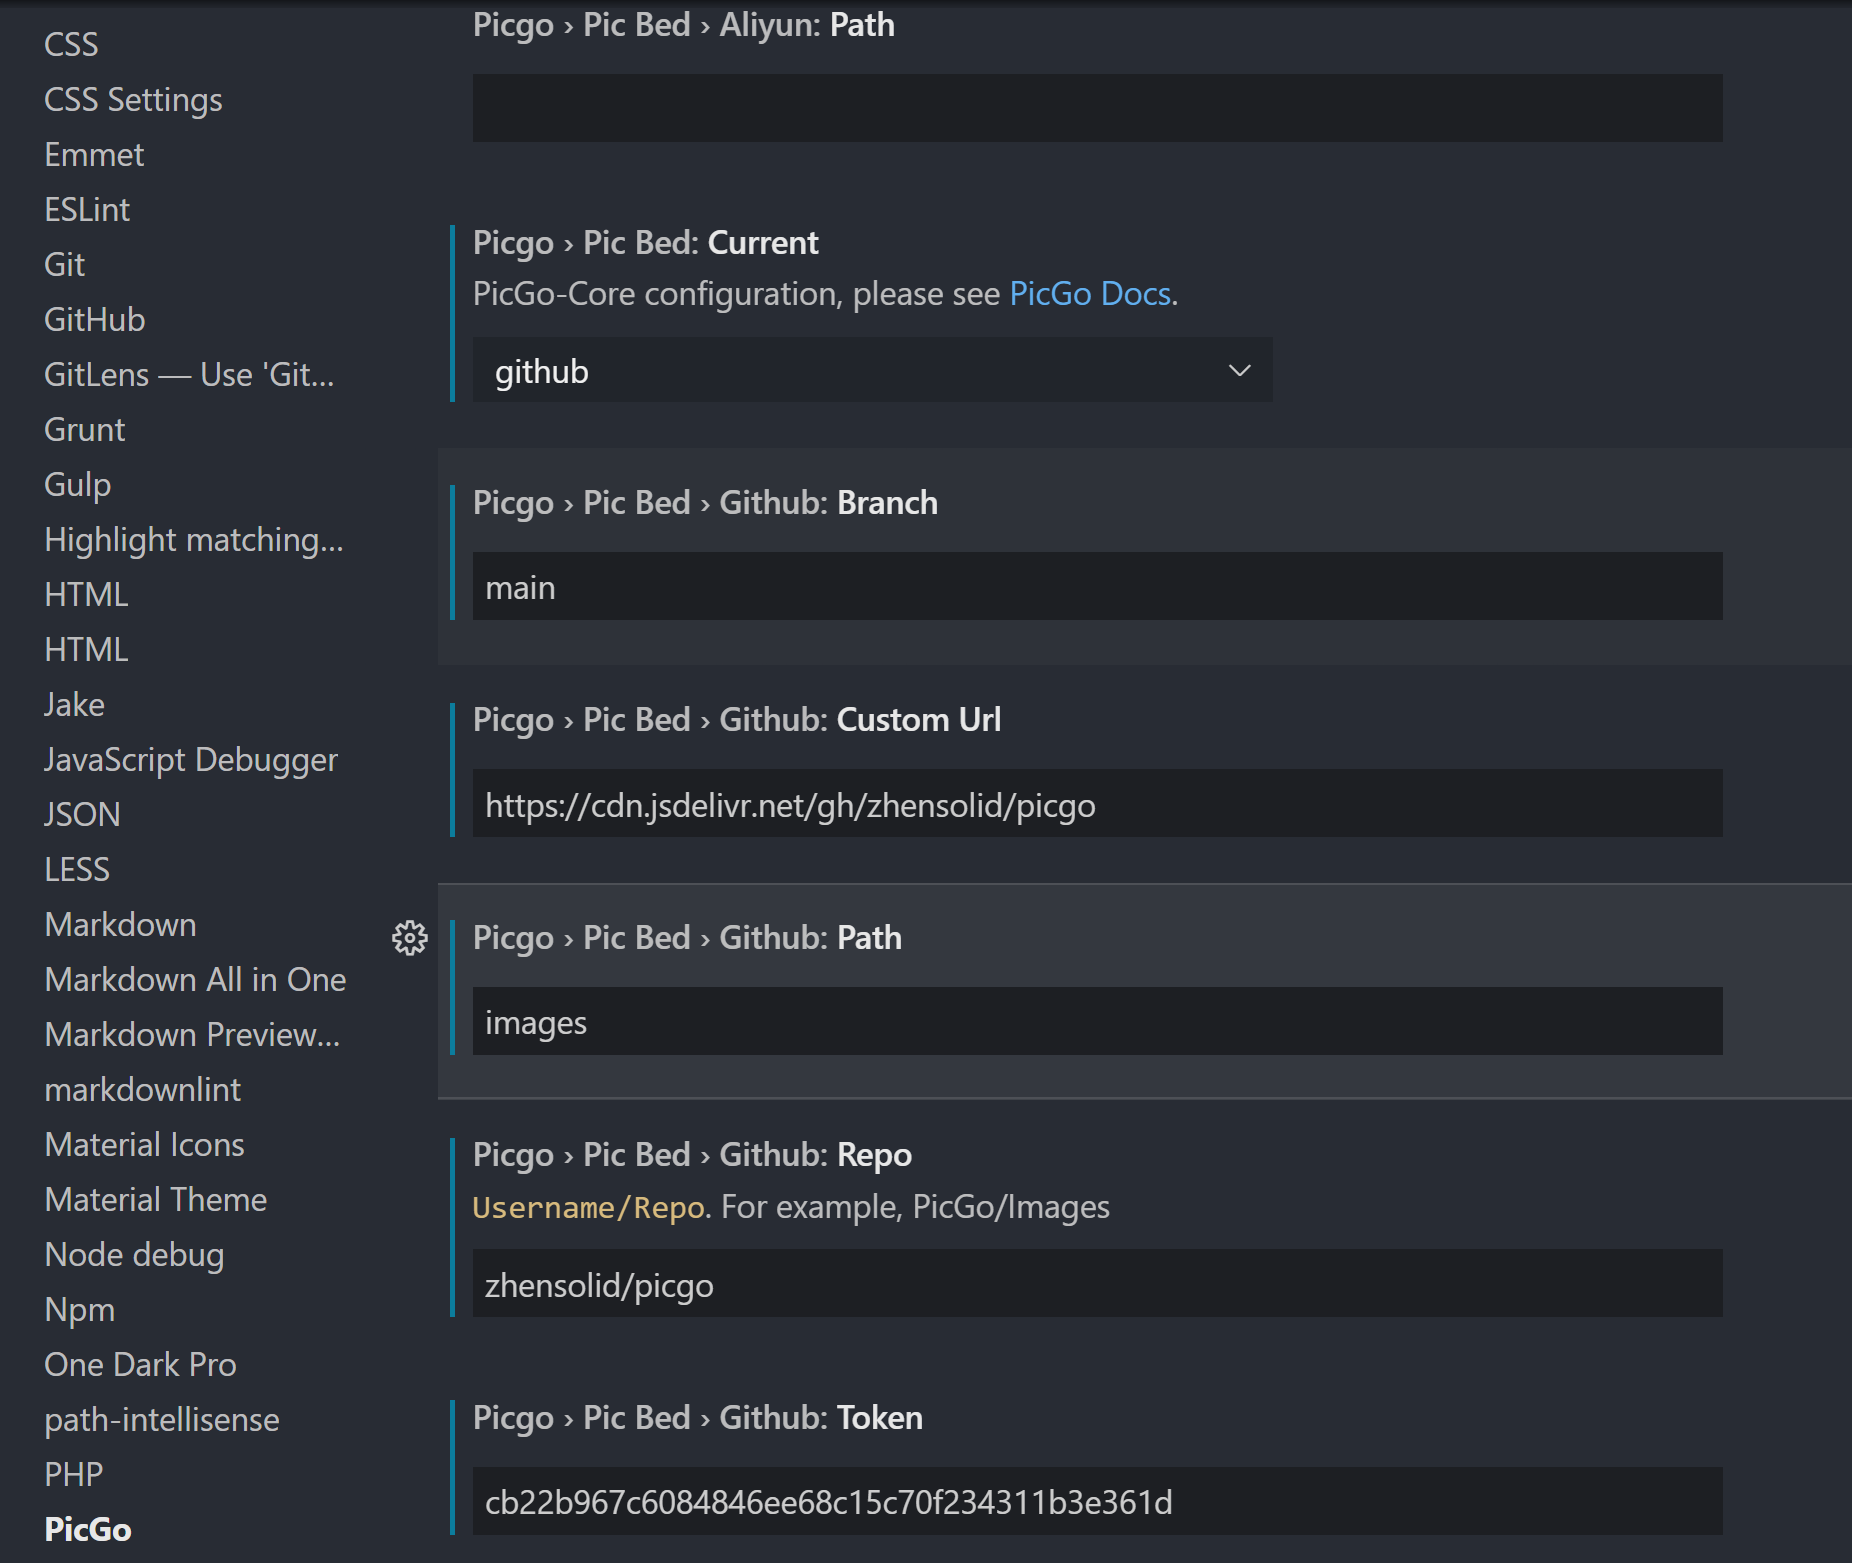 CSS
CSS Settings
Emmet
ESLint
Git
GitHub
GitLens — Use 'Git...
Grunt
Gulp
Highlight matching...
HTML
HTML
Jake
JavaScript Debugger
JSON
LESS
Markdown
Markdown All in One
Markdown Preview...
markdownlint
Material Icons
Material Theme
Node debug
Npm
One Dark Pro
path-intellisense
PHP
PicGo
Picgo › Pic Bed › Aliyun: Path
Picgo › Pic Bed: Current
PicGo-Core configuration, please see PicGo Docs.
github
Picgo › Pic Bed › Github: Branch
main
Picgo › Pic Bed › Github: Custom Url
https://cdn.jsdelivr.net/gh/zhensolid/picgo
Picgo › Pic Bed › Github: Path
images
Picgo › Pic Bed › Github: Repo
Username/Repo. For example, PicGo/Images
zhensolid/picgo
Picgo › Pic Bed › Github: Token
cb22b967c6084846ee68c15c70f234311b3e361d